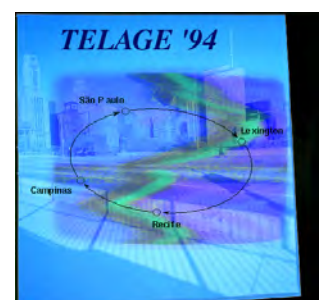 TELAGE '94
São Paulo
Lexington
Campinas
Recife